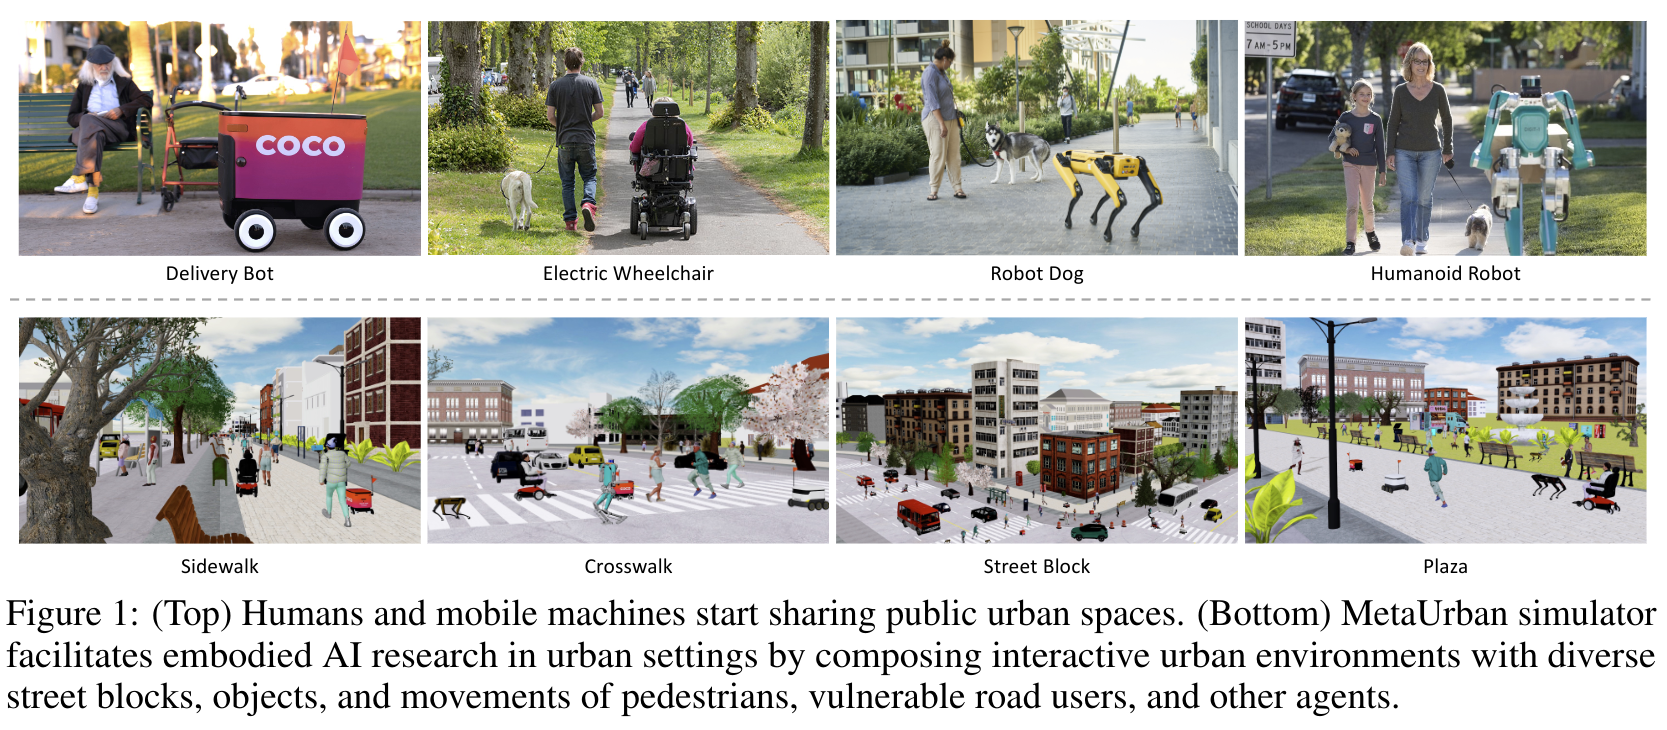 SCHOOL DAYS
7 AM-5 PM
COCO
Delivery Bot
Electric Wheelchair
Robot Dog
Humanoid Robot
Sidewalk
Crosswalk
Street Block
Plaza
Figure 1: (Top) Humans and mobile machines start sharing public urban spaces. (Bottom) MetaUrban simulator
facilitates embodied AI research in urban settings by composing interactive urban environments with diverse
street blocks, objects, and movements of pedestrians, vulnerable road users, and other agents.